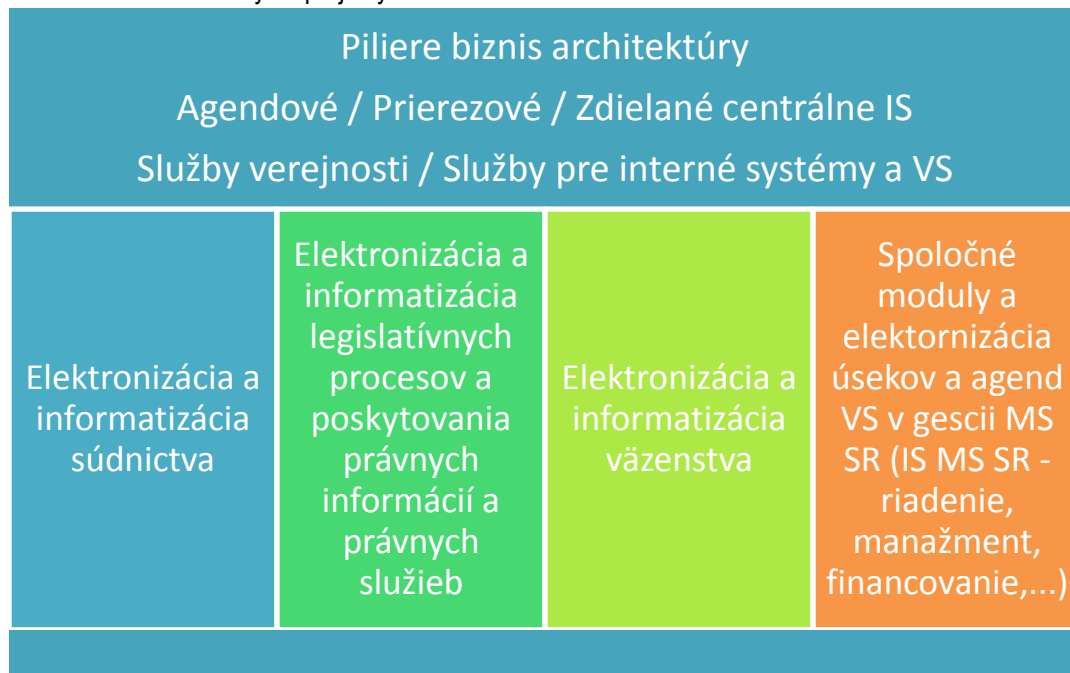 Piliere biznis architektúry
Agendové / Prierezové / Zdielané centrálne IS
Služby verejnosti / Služby pre interné systémy a VS
Elektronizácia a
informatizácia
súdnictva
Elektronizácia a
informatizácia
legislatívnych
procesov a
poskytovania
právnych
informácií a
právnych
služieb
Elektronizácia a
informatizácia
väzenstva
Spoločné
moduly a
elektornizácia
úsekov a agend
VS v gescii MS
SR (IS MS SR -
riadenie,
manažment,
financovanie,...)